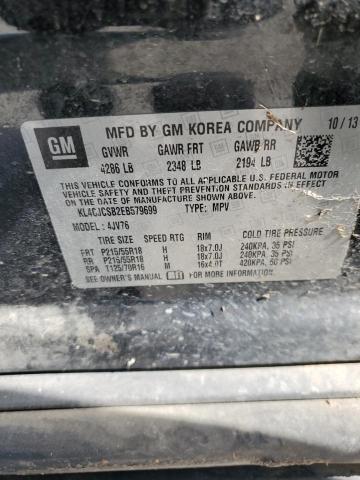 GM
MFD BY GM KOREA COMPANY 10/13
GVWR GAWR FRT GAWR RR
4286 LB 2348 LB 2194 LB
THIS VEHICLE CONFORMS TO ALL APPLICABLE U.S. FEDERAL MOTOR
VEHICLE SAFETY AND THEFT PREVENTION STANDARDS IN EFFECT ON
THE DATE OF MANUFACTURE SHOWN ABOVE.
KL4CJCSB2EB579699 TYPE: MPV
MODEL: 4JV76
TIRE SIZE SPEED RTG RIM COLD TIRE PRESSURE
FRT P215/55R18 H 18x7.0J 240KPA, 35 PSI
RR P215/55R18 H 18x7.0J 240KPA, 35 PSI
SPA T125/70R16 M 16x4.0T 420KPA, 60 PSI
SEE OWNER'S MANUAL FOR ADDITIONAL INFORMATION